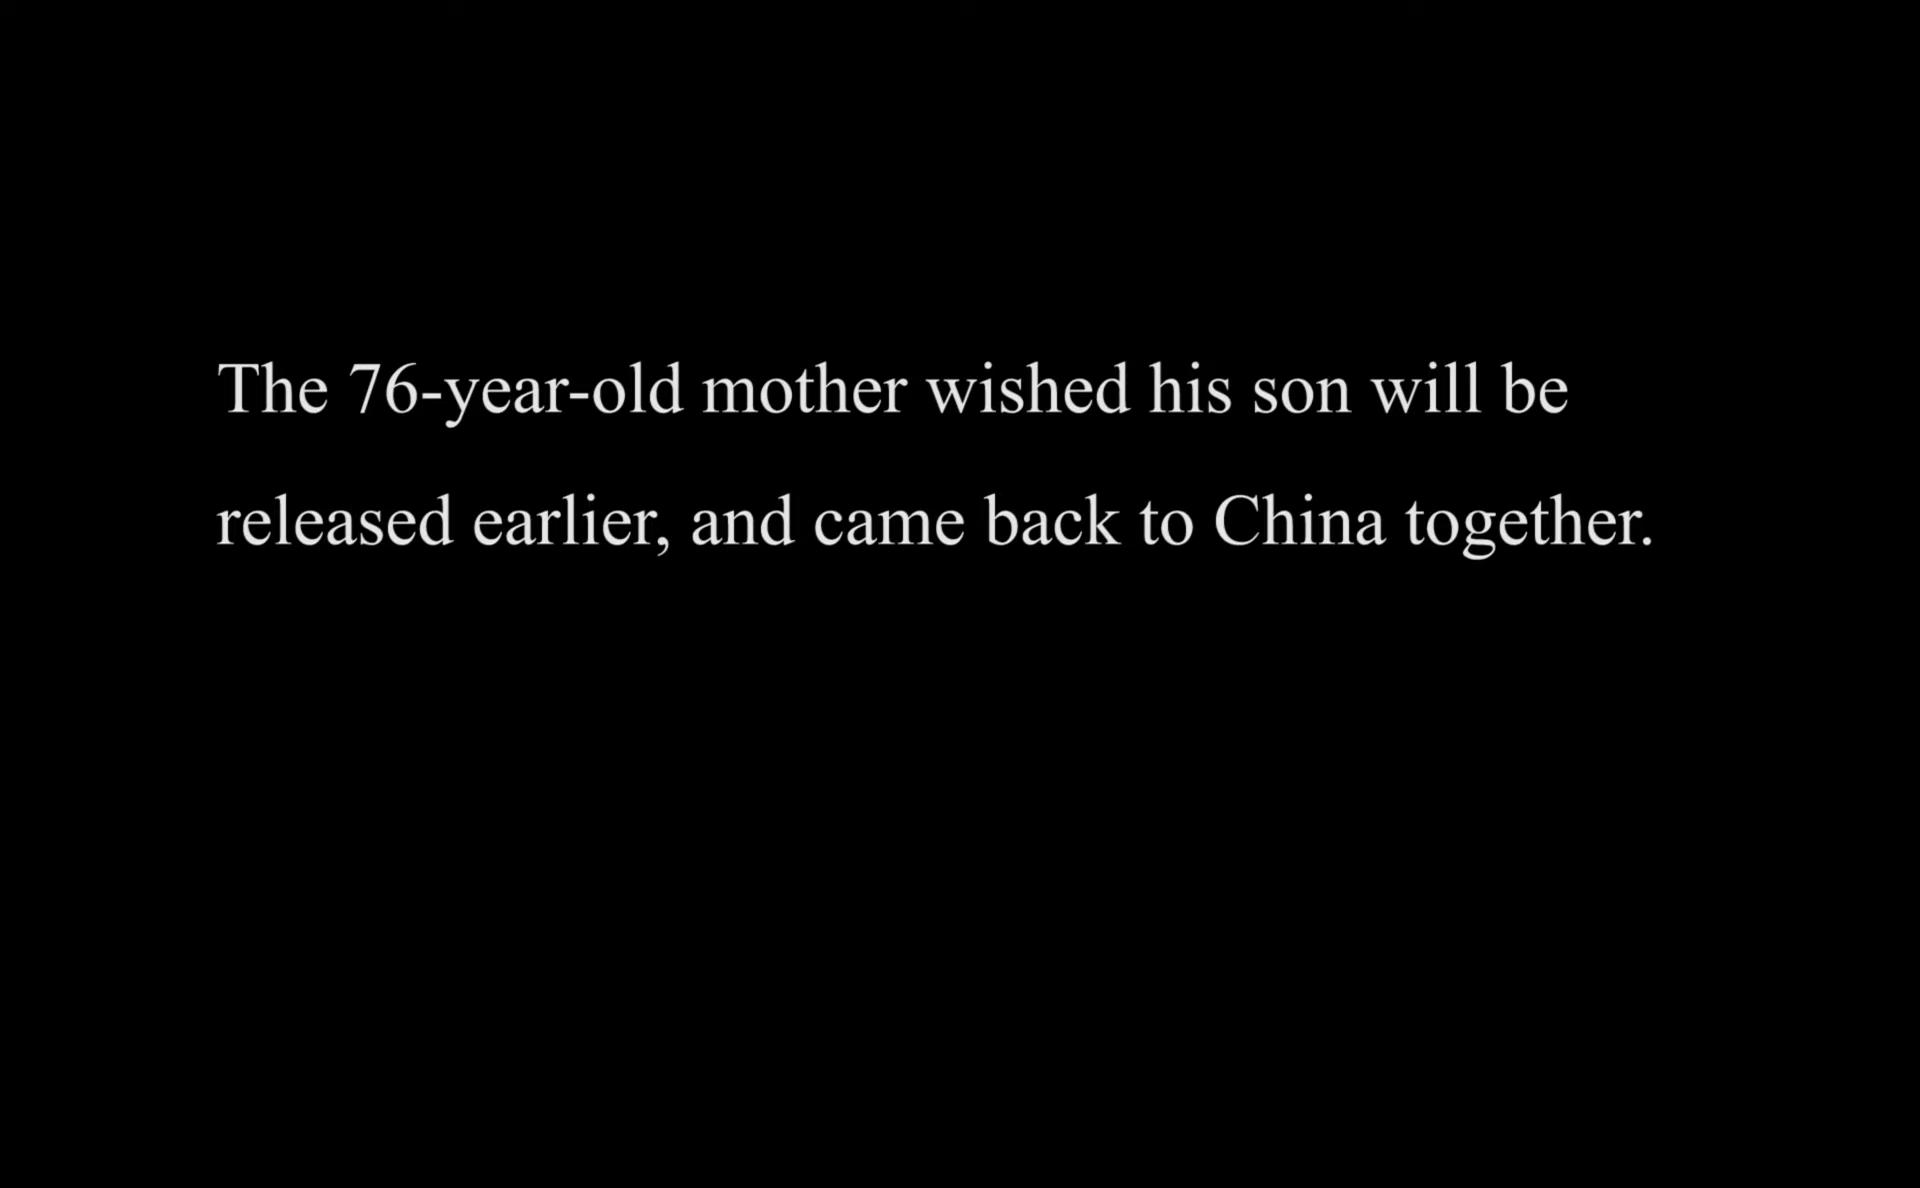 The 76-year-old mother wished his son will be
released earlier, and came back to China together.